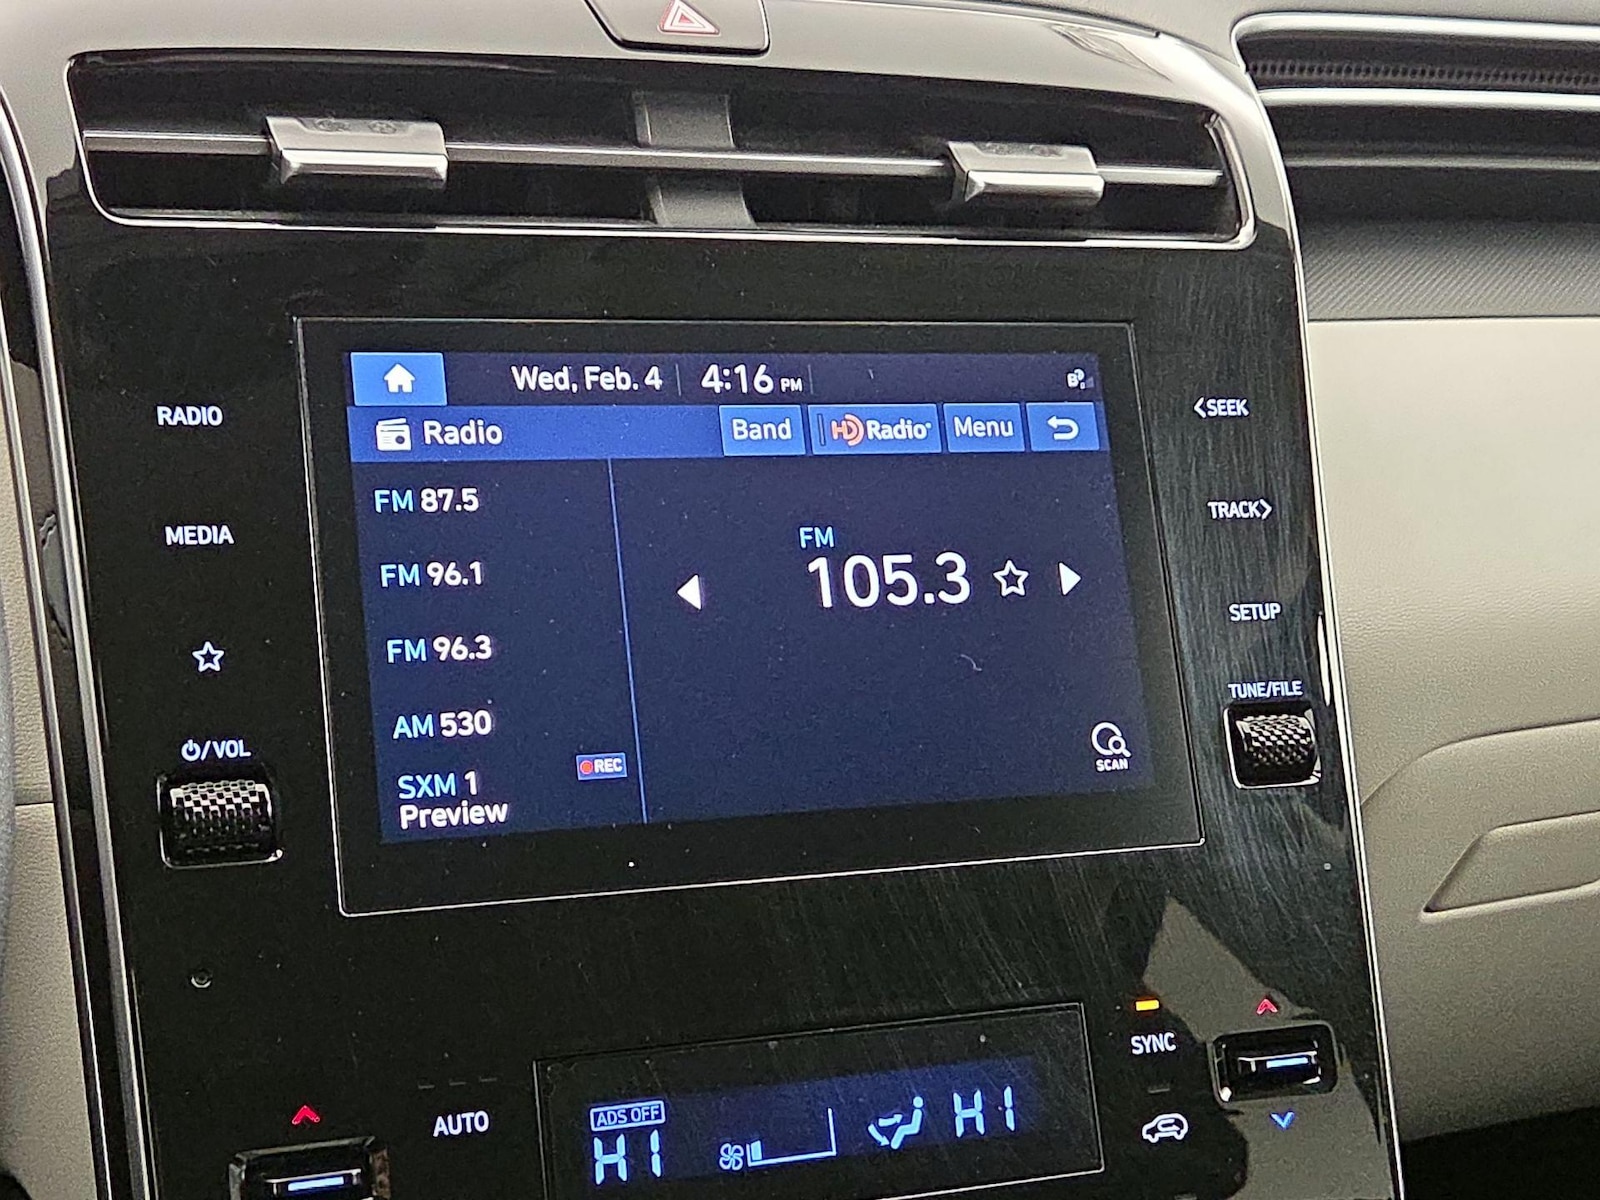 Wed, Feb. 4 4:16 PM
Radio Band HD Radio Menu
RADIO
MEDIA
/VOL
FM 87.5
FM 96.1
FM 96.3
AM 530
SXM 1
Preview
REC
FM
105.3
SCAN
<SEEK
TRACK>
SETUP
TUNE/FILE
AUTO
ADS OFF
HI
HI
SYNC